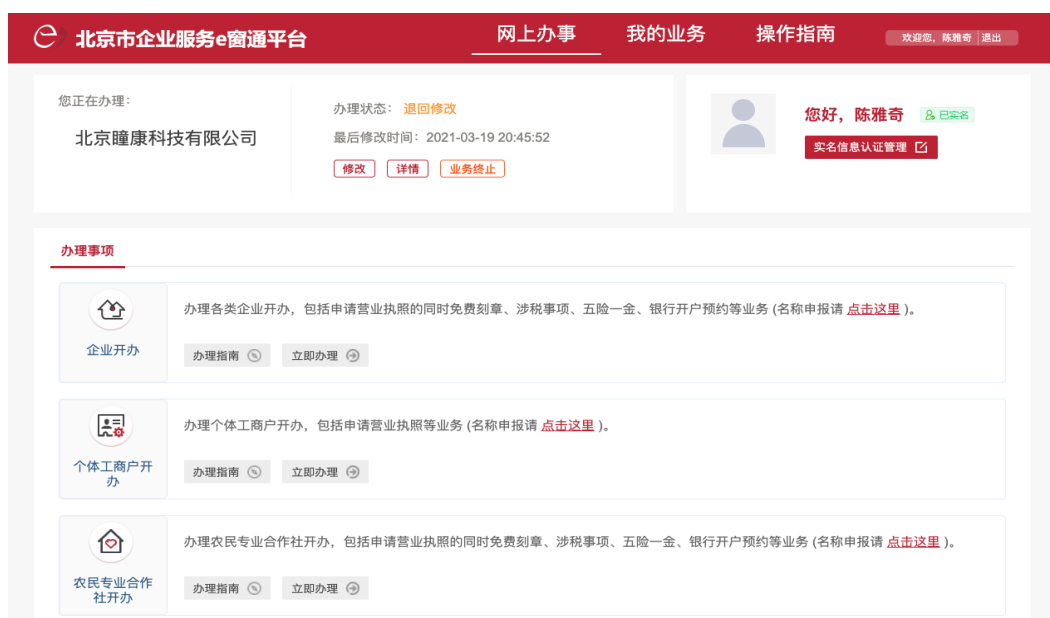 北京市企业服务e窗通平台
网上办事 我的业务 操作指南 欢迎您，陈雅奇 退出
您正在办理：
北京瞳康科技有限公司
办理状态： 退回修改
最后修改时间：2021-03-19 20:45:52
修改 详情 业务终止
您好，陈雅奇 已实名
实名信息认证管理
办理事项
企业开办
办理各类企业开办，包括申请营业执照的同时免费刻章、涉税事项、五险一金、银行开户预约等业务 (名称申报请 点击这里 )。
办理指南 立即办理
个体工商户开
办
办理个体工商户开办，包括申请营业执照等业务 (名称申报请 点击这里 )。
办理指南 立即办理
农民专业合作
社开办
办理农民专业合作社开办，包括申请营业执照的同时免费刻章、涉税事项、五险一金、银行开户预约等业务 (名称申报请 点击这里 )。
办理指南 立即办理